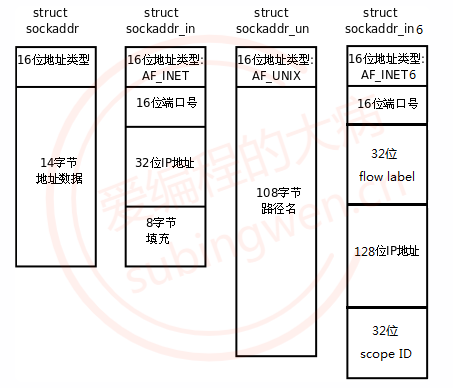 struct
sockaddr
16位地址类型
14字节
地址数据
struct
sockaddr_in
16位地址类型:
AF_INET
16位端口号
32位IP地址
8字节
填充
struct
sockaddr_un
16位地址类型:
AF_UNIX
108字节
路径名
struct
sockaddr_in6
16位地址类型:
AF_INET6
16位端口号
32位
flow label
128位IP地址
32位
scope ID
爱编程的大丙
subingwen.cn